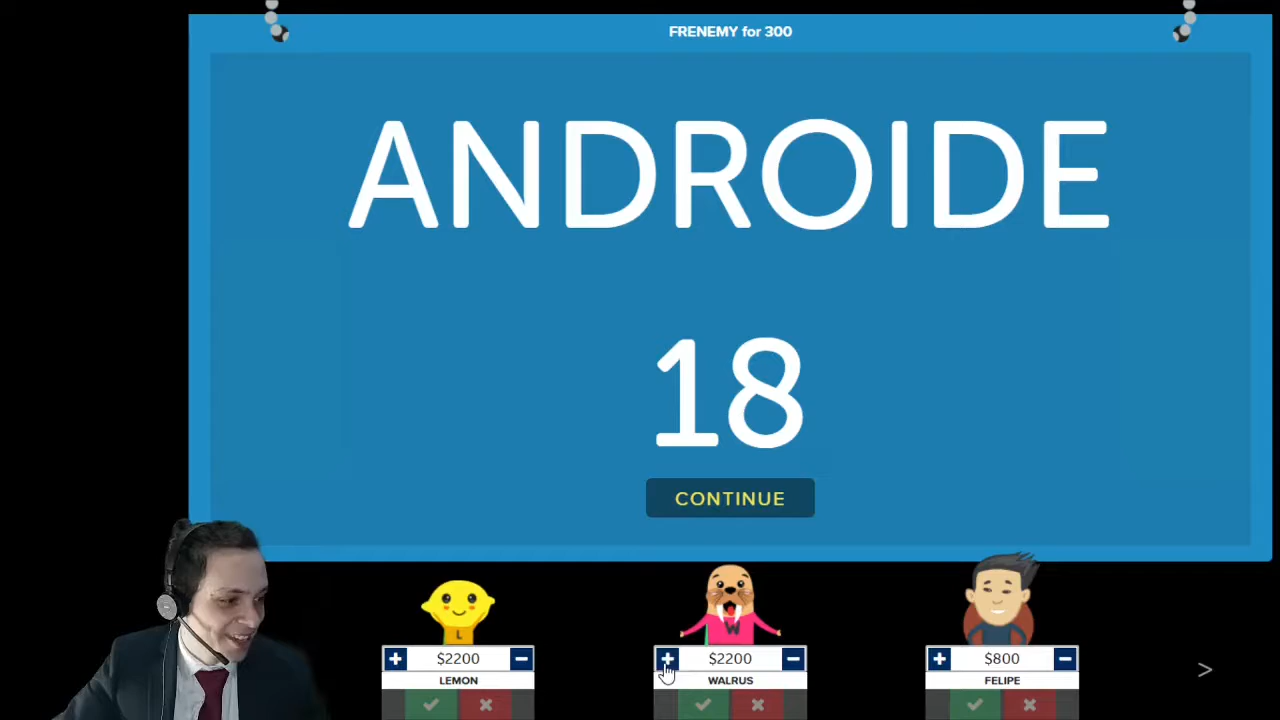 FRENEMY for 300
ANDROIDE
18
CONTINUE
L
W
+ $2200 −
+ $2200 −
+ $800 −
LEMON
WALRUS
FELIPE
>